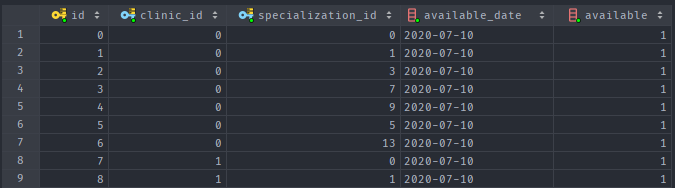 id clinic_id specialization_id available_date available
1 0 0 0 2020-07-10 1
2 1 0 1 2020-07-10 1
3 2 0 3 2020-07-10 1
4 3 0 7 2020-07-10 1
5 4 0 9 2020-07-10 1
6 5 0 5 2020-07-10 1
7 6 0 13 2020-07-10 1
8 7 1 0 2020-07-10 1
9 8 1 1 2020-07-10 1